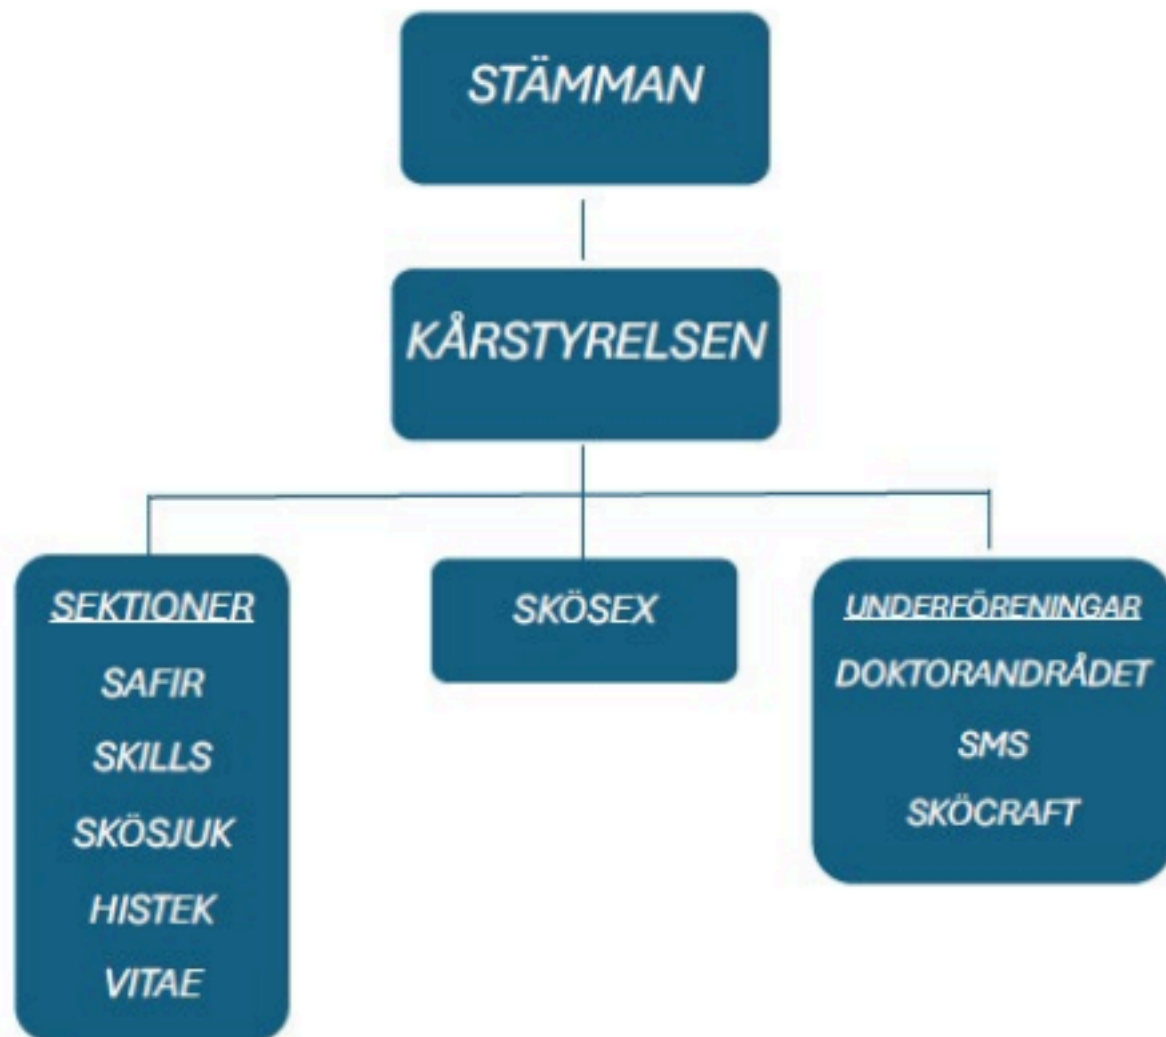 STÄMMAN
KÅRSTYRELSEN
SEKTIONER
SAFIR
SKILLS
SKÖSJUK
HISTEK
VITAE
SKÖSEX
UNDERFÖRENINGAR
DOKTORANDRÅDET
SMS
SKÖCRAFT